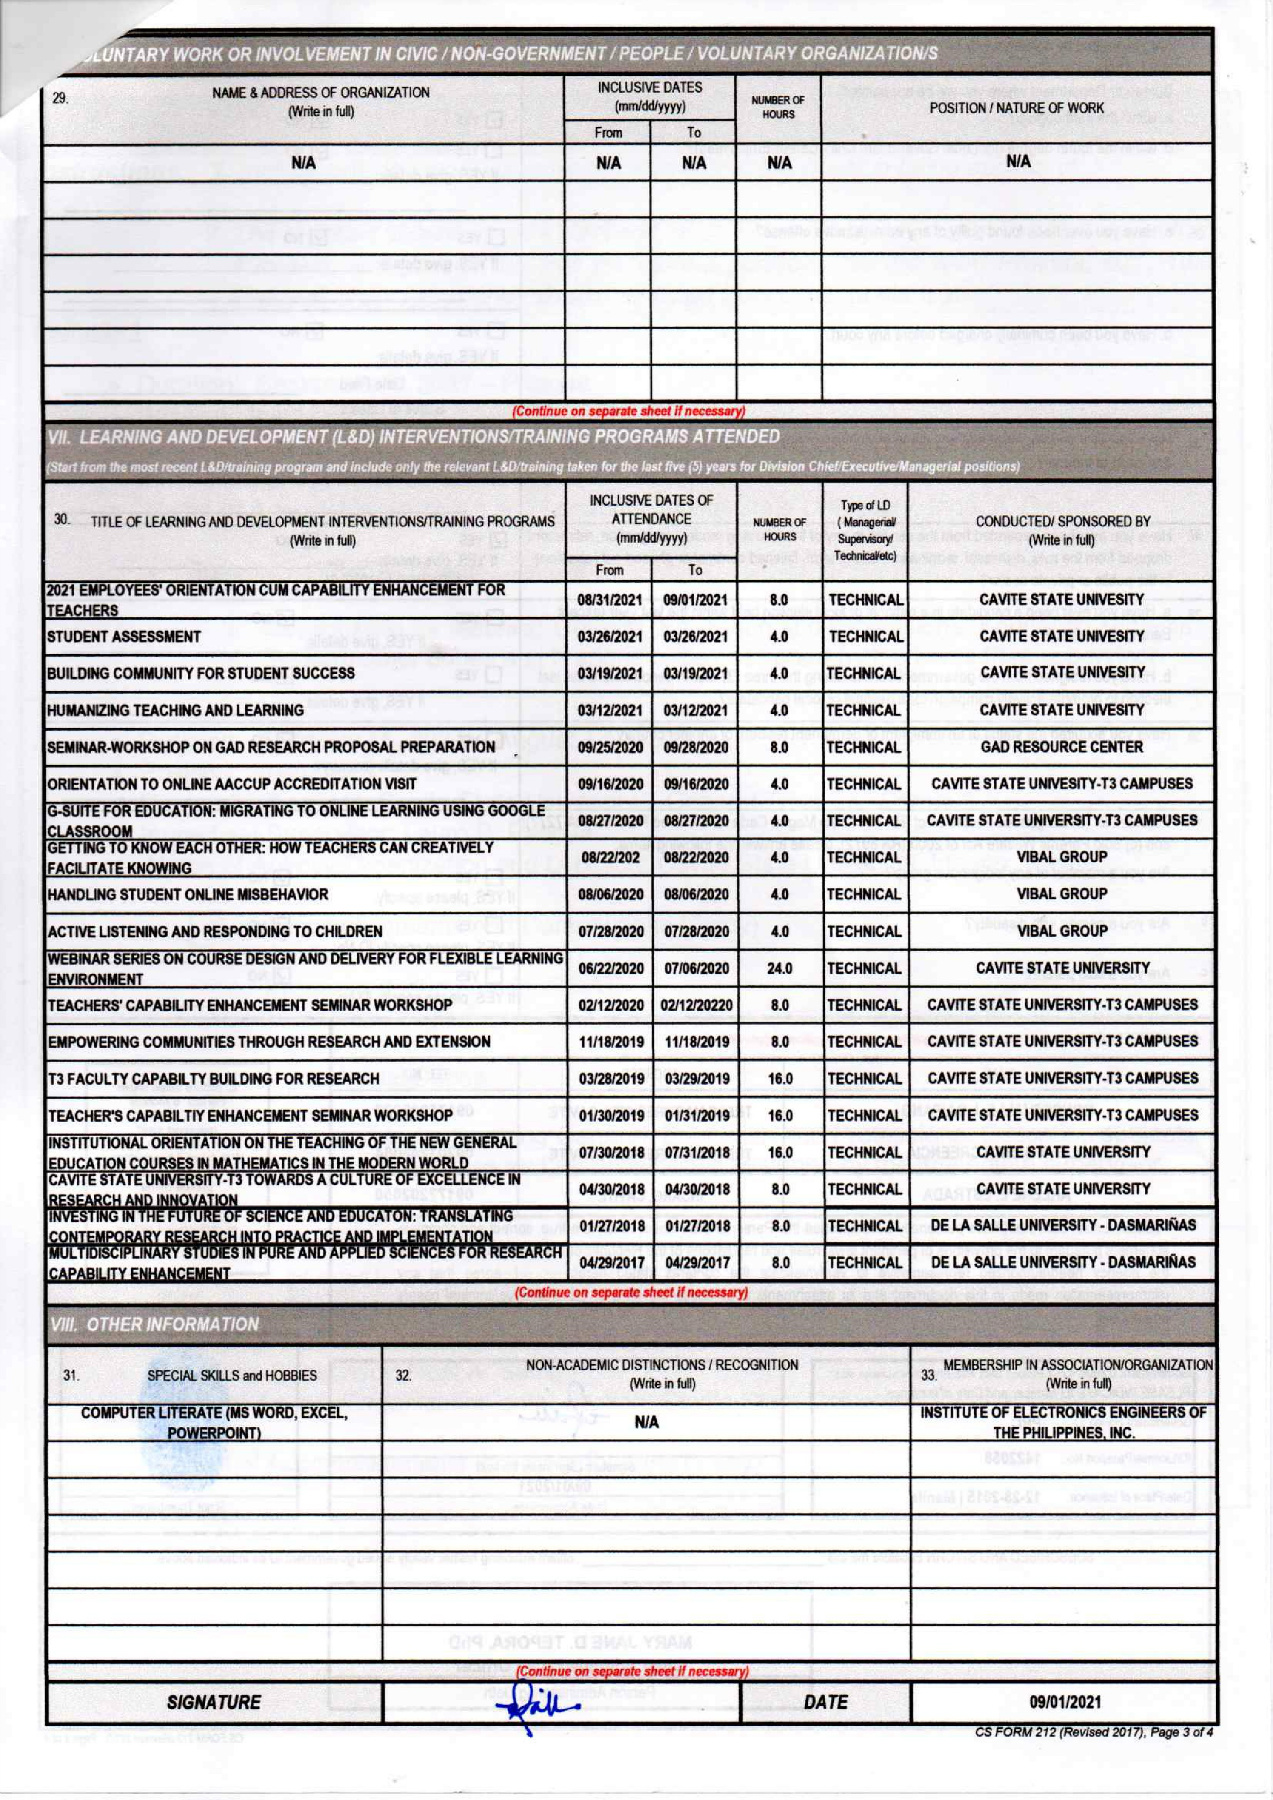 LUNTARY WORK OR INVOLVEMENT IN CIVIC / NON-GOVERNMENT / PEOPLE / VOLUNTARY ORGANIZATION/S
29. NAME & ADDRESS OF ORGANIZATION
(Write in full)
INCLUSIVE DATES
(mm/dd/yyyy)
From To
NUMBER OF
HOURS
POSITION / NATURE OF WORK
N/A N/A N/A N/A N/A
(Continue on separate sheet if necessary)
VII. LEARNING AND DEVELOPMENT (L&D) INTERVENTIONS/TRAINING PROGRAMS ATTENDED
(Start from the most recent L&D/training program and include only the relevant L&D/training taken for the last five (5) years for Division Chief/Executive/Managerial positions)
30. TITLE OF LEARNING AND DEVELOPMENT INTERVENTIONS/TRAINING PROGRAMS
(Write in full)
INCLUSIVE DATES OF
ATTENDANCE
(mm/dd/yyyy)
From To
NUMBER OF
HOURS
Type of LD
( Managerial/
Supervisory/
Technical/etc)
CONDUCTED/ SPONSORED BY
(Write in full)
2021 EMPLOYEES' ORIENTATION CUM CAPABILITY ENHANCEMENT FOR
TEACHERS 08/31/2021 09/01/2021 8.0 TECHNICAL CAVITE STATE UNIVESITY
STUDENT ASSESSMENT 03/26/2021 03/26/2021 4.0 TECHNICAL CAVITE STATE UNIVESITY
BUILDING COMMUNITY FOR STUDENT SUCCESS 03/19/2021 03/19/2021 4.0 TECHNICAL CAVITE STATE UNIVESITY
HUMANIZING TEACHING AND LEARNING 03/12/2021 03/12/2021 4.0 TECHNICAL CAVITE STATE UNIVESITY
SEMINAR-WORKSHOP ON GAD RESEARCH PROPOSAL PREPARATION 09/25/2020 09/28/2020 8.0 TECHNICAL GAD RESOURCE CENTER
ORIENTATION TO ONLINE AACCUP ACCREDITATION VISIT 09/16/2020 09/16/2020 4.0 TECHNICAL CAVITE STATE UNIVESITY-T3 CAMPUSES
G-SUITE FOR EDUCATION: MIGRATING TO ONLINE LEARNING USING GOOGLE
CLASSROOM 08/27/2020 08/27/2020 4.0 TECHNICAL CAVITE STATE UNIVERSITY-T3 CAMPUSES
GETTING TO KNOW EACH OTHER: HOW TEACHERS CAN CREATIVELY
FACILITATE KNOWING 08/22/202 08/22/2020 4.0 TECHNICAL VIBAL GROUP
HANDLING STUDENT ONLINE MISBEHAVIOR 08/06/2020 08/06/2020 4.0 TECHNICAL VIBAL GROUP
ACTIVE LISTENING AND RESPONDING TO CHILDREN 07/28/2020 07/28/2020 4.0 TECHNICAL VIBAL GROUP
WEBINAR SERIES ON COURSE DESIGN AND DELIVERY FOR FLEXIBLE LEARNING
ENVIRONMENT 06/22/2020 07/06/2020 24.0 TECHNICAL CAVITE STATE UNIVERSITY
TEACHERS' CAPABILITY ENHANCEMENT SEMINAR WORKSHOP 02/12/2020 02/12/20220 8.0 TECHNICAL CAVITE STATE UNIVERSITY-T3 CAMPUSES
EMPOWERING COMMUNITIES THROUGH RESEARCH AND EXTENSION 11/18/2019 11/18/2019 8.0 TECHNICAL CAVITE STATE UNIVERSITY-T3 CAMPUSES
T3 FACULTY CAPABILTY BUILDING FOR RESEARCH 03/28/2019 03/29/2019 16.0 TECHNICAL CAVITE STATE UNIVERSITY-T3 CAMPUSES
TEACHER'S CAPABILTIY ENHANCEMENT SEMINAR WORKSHOP 01/30/2019 01/31/2019 16.0 TECHNICAL CAVITE STATE UNIVERSITY-T3 CAMPUSES
INSTITUTIONAL ORIENTATION ON THE TEACHING OF THE NEW GENERAL
EDUCATION COURSES IN MATHEMATICS IN THE MODERN WORLD 07/30/2018 07/31/2018 16.0 TECHNICAL CAVITE STATE UNIVERSITY
CAVITE STATE UNIVERSITY-T3 TOWARDS A CULTURE OF EXCELLENCE IN
RESEARCH AND INNOVATION 04/30/2018 04/30/2018 8.0 TECHNICAL CAVITE STATE UNIVERSITY
INVESTING IN THE FUTURE OF SCIENCE AND EDUCATON: TRANSLATING
CONTEMPORARY RESEARCH INTO PRACTICE AND IMPLEMENTATION 01/27/2018 01/27/2018 8.0 TECHNICAL DE LA SALLE UNIVERSITY - DASMARIÑAS
MULTIDISCIPLINARY STUDIES IN PURE AND APPLIED SCIENCES FOR RESEARCH
CAPABILITY ENHANCEMENT 04/29/2017 04/29/2017 8.0 TECHNICAL DE LA SALLE UNIVERSITY - DASMARIÑAS
(Continue on separate sheet if necessary)
VIII. OTHER INFORMATION
31. SPECIAL SKILLS and HOBBIES
32. NON-ACADEMIC DISTINCTIONS / RECOGNITION
(Write in full)
33. MEMBERSHIP IN ASSOCIATION/ORGANIZATION
(Write in full)
COMPUTER LITERATE (MS WORD, EXCEL,
POWERPOINT)
N/A
INSTITUTE OF ELECTRONICS ENGINEERS OF
THE PHILIPPINES, INC.
(Continue on separate sheet if necessary)
SIGNATURE DATE 09/01/2021
CS FORM 212 (Revised 2017), Page 3 of 4